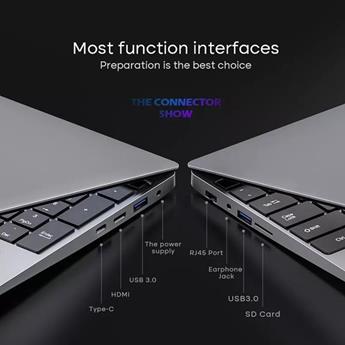 Most function interfaces
Preparation is the best choice
THE CONNECTOR
SHOW
The power
supply
USB 3.0
HDMI
Type-C
RJ45 Port
Earphone
Jack
USB3.0
SD Card